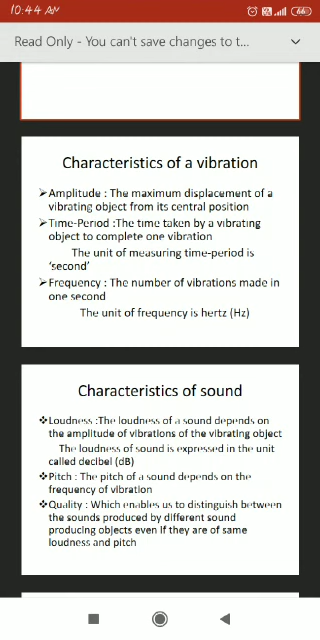 10:44 AM
66
Read Only - You can't save changes to t...
Characteristics of a vibration
➢Amplitude : The maximum displacement of a
vibrating object from its central position
➢Time-Period :The time taken by a vibrating
object to complete one vibration
The unit of measuring time-period is
'second'
➢Frequency : The number of vibrations made in
one second
The unit of frequency is hertz (Hz)
Characteristics of sound
❖Loudness :The loudness of a sound depends on
the amplitude of vibrations of the vibrating object
The loudness of sound is expressed in the unit
called decibel (dB)
❖Pitch : The pitch of a sound depends on the
frequency of vibration
❖Quality : Which enables us to distinguish between
the sounds produced by different sound
producing objects even if they are of same
loudness and pitch